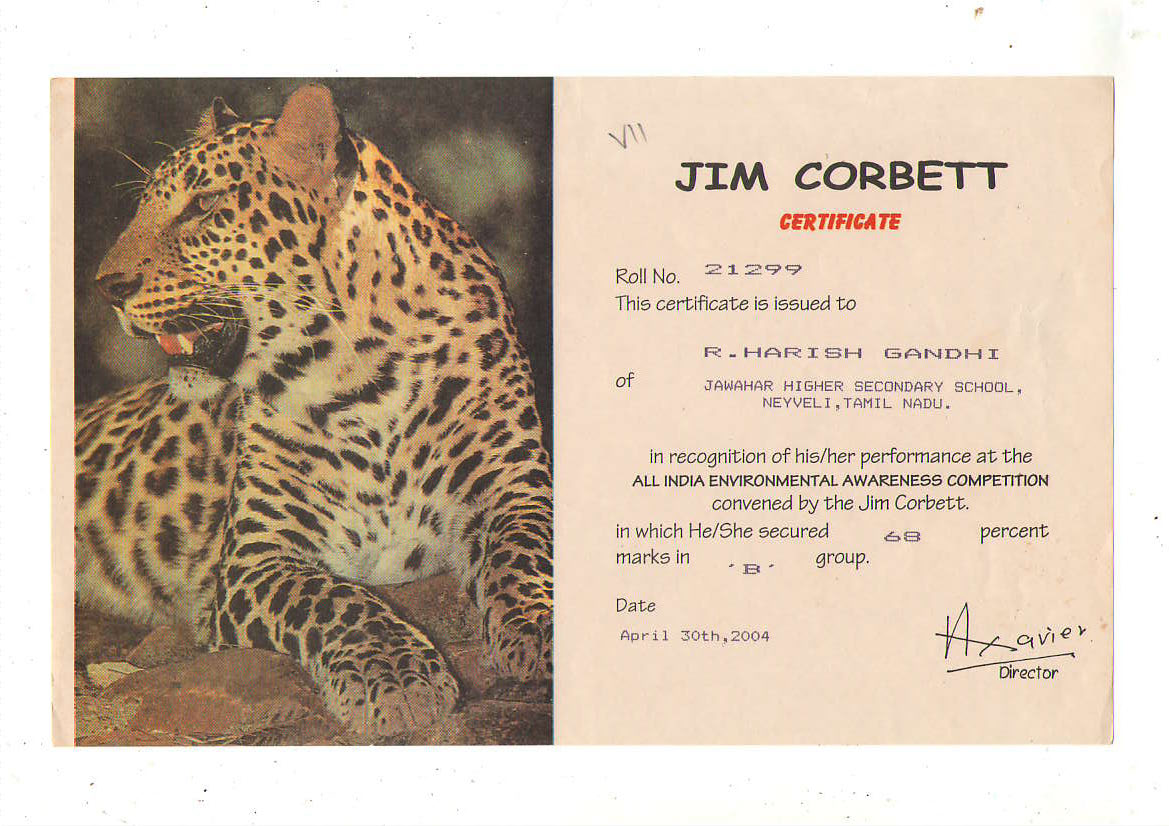 VII
JIM CORBETT
CERTIFICATE
Roll No. 21299
This certificate is issued to
R.HARISH GANDHI
of JAWAHAR HIGHER SECONDARY SCHOOL,
NEYVELI,TAMIL NADU.
in recognition of his/her performance at the
ALL INDIA ENVIRONMENTAL AWARENESS COMPETITION
convened by the Jim Corbett.
in which He/She secured 68 percent
marks in 'B' group.
Date
April 30th,2004
AXavier
Director